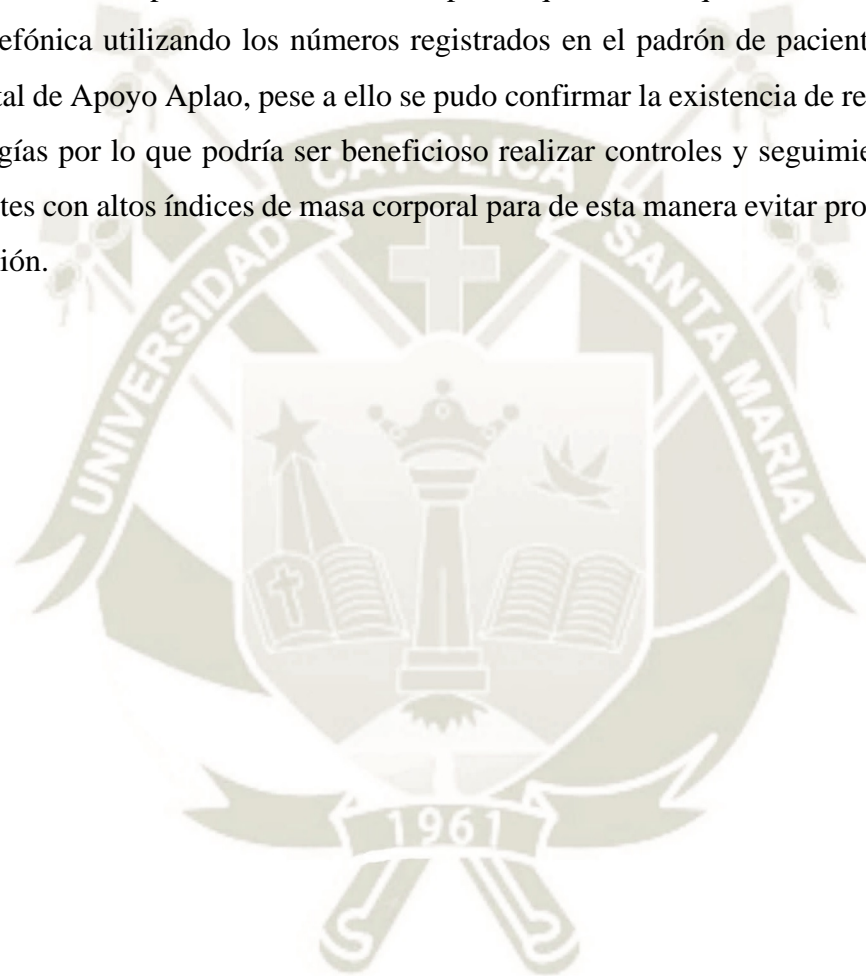 efónica utilizando los números registrados en el padrón de pacient
tal de Apoyo Aplao, pese a ello se pudo confirmar la existencia de re
gías por lo que podría ser beneficioso realizar controles y seguimie
tes con altos índices de masa corporal para de esta manera evitar pro
ión.
UNIVERSIDAD CATOLICA SANTA MARIA
1961